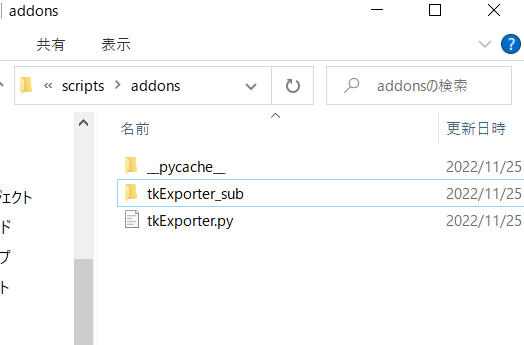 addons
共有 表示
« scripts › addons
addonsの検索
名前 更新日時
__pycache__ 2022/11/25
tkExporter_sub 2022/11/25
tkExporter.py 2022/11/25
ジェクト
ド
プ
ト